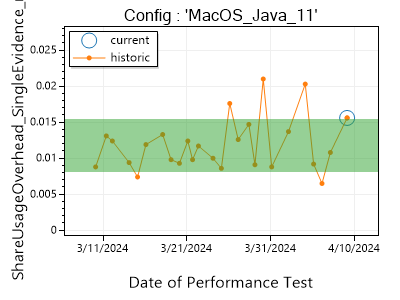 Config : 'MacOS_Java_11'
current
historic
0.025
0.02
0.015
0.01
0.005
0
3/11/2024
3/21/2024
3/31/2024
4/10/2024
Date of Performance Test